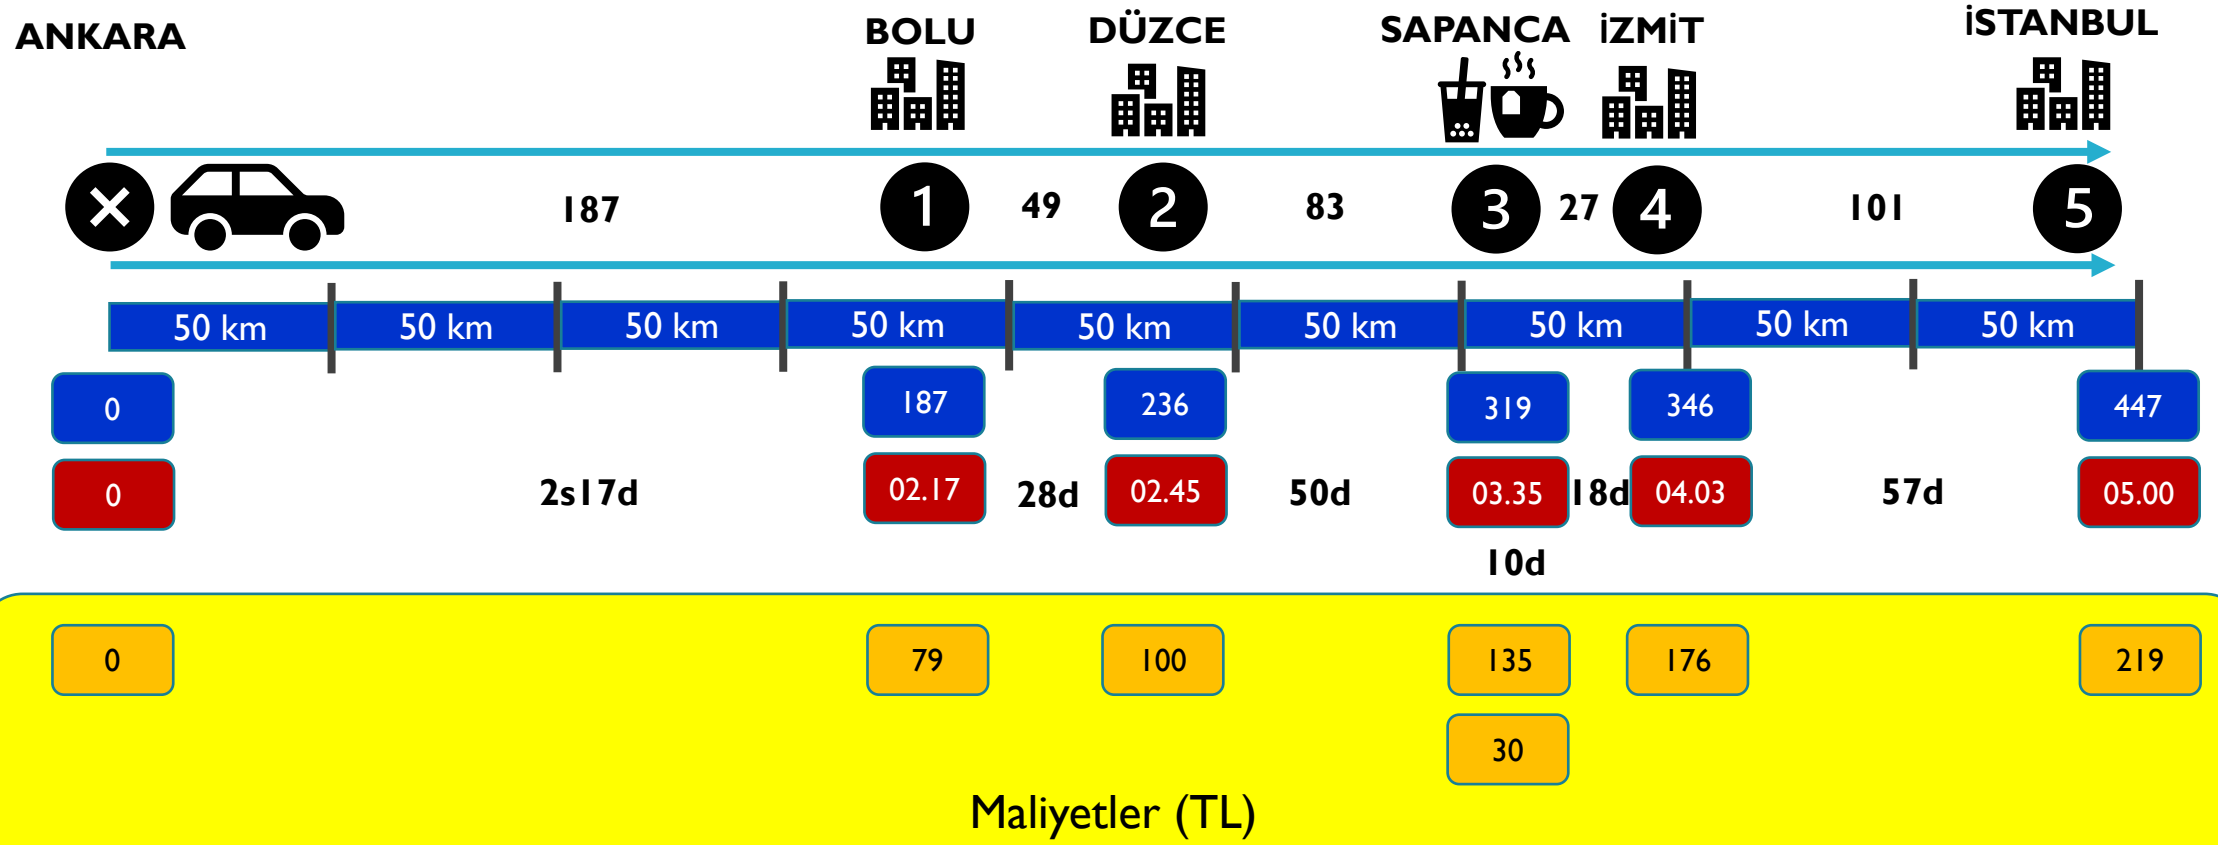 ANKARA BOLU DÜZCE SAPANCA İZMİT İSTANBUL
187 1 49 2 83 3 27 4 101 5
50 km 50 km 50 km 50 km 50 km 50 km 50 km 50 km 50 km
0 187 236 319 346 447
0 2s17d 02.17 28d 02.45 50d 03.35 18d 04.03 57d 05.00
10d
0 79 100 135 176 219
30
Maliyetler (TL)